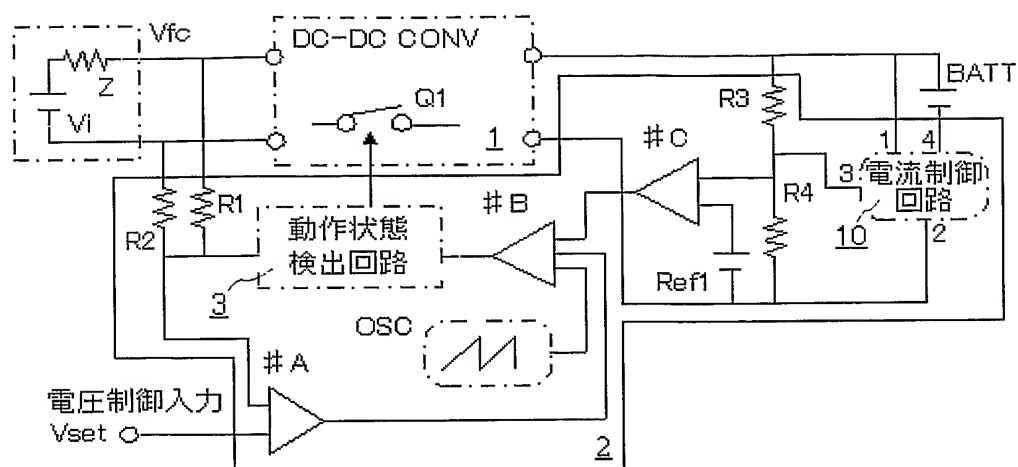 Vfc
Z
Vi
DC-DC CONV
Q1
1
BATT
R3
1
4
#C
3
電流制御
回路
10
2
R4
R1
R2
動作状態
検出回路
3
#B
Ref1
OSC
#A
電圧制御入力
Vset
2